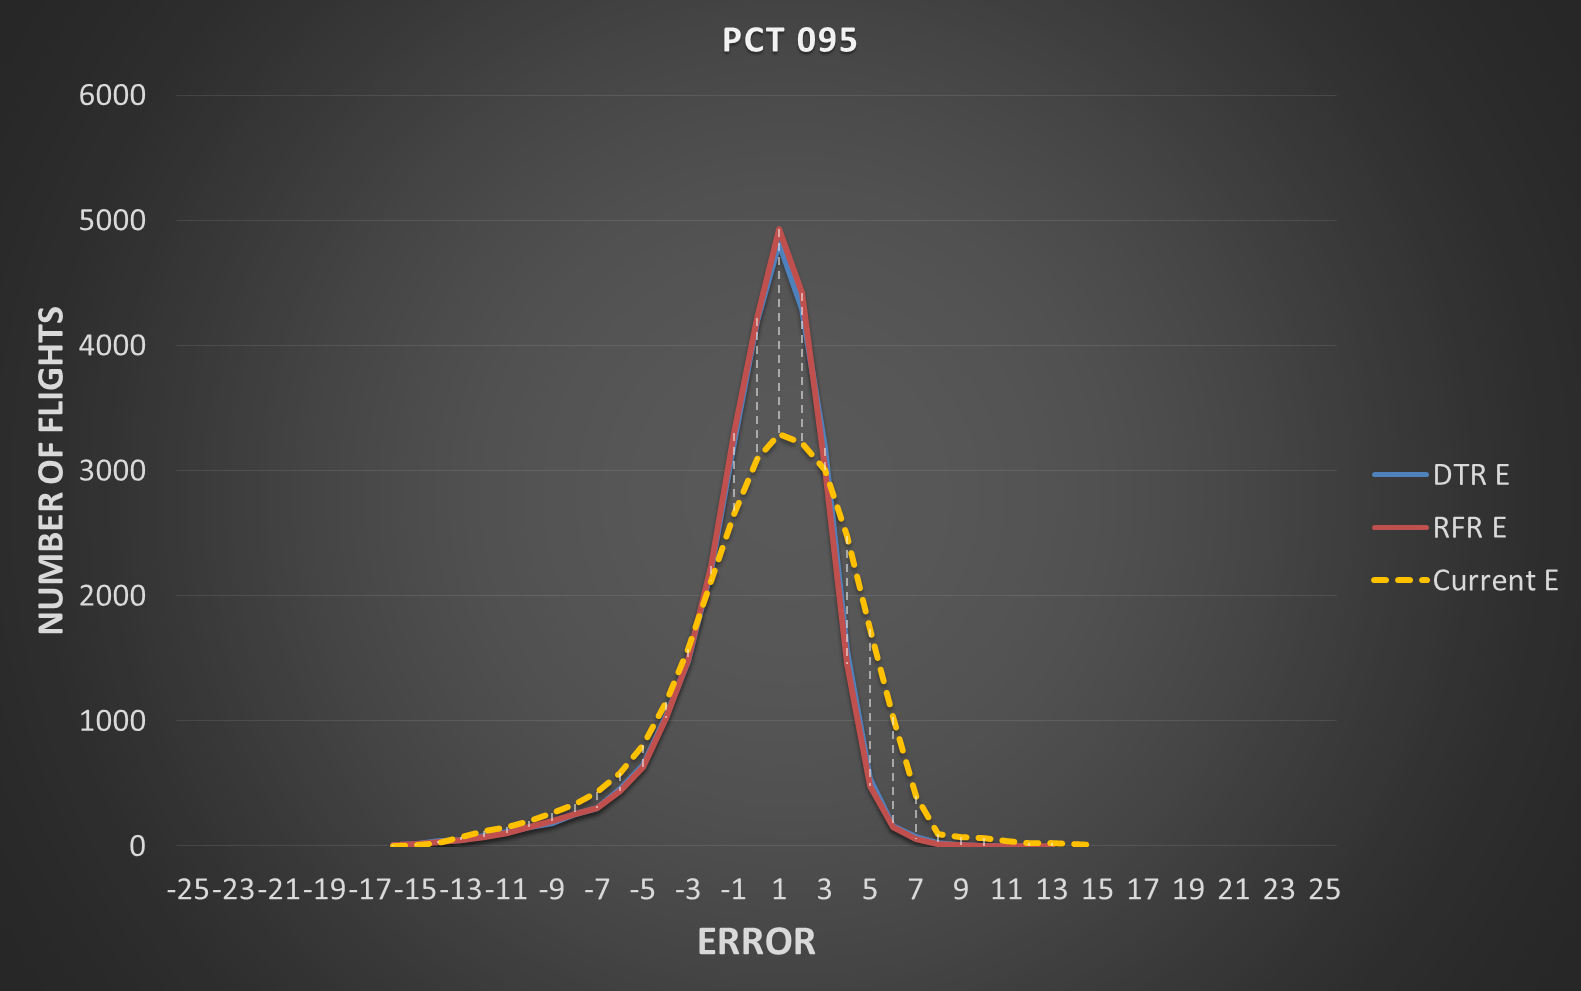 PCT 095
6000
5000
4000
3000
2000
1000
0
NUMBER OF FLIGHTS
-25 -23 -21 -19 -17 -15 -13 -11 -9 -7 -5 -3 -1 1 3 5 7 9 11 13 15 17 19 21 23 25
ERROR
DTR E
RFR E
Current E